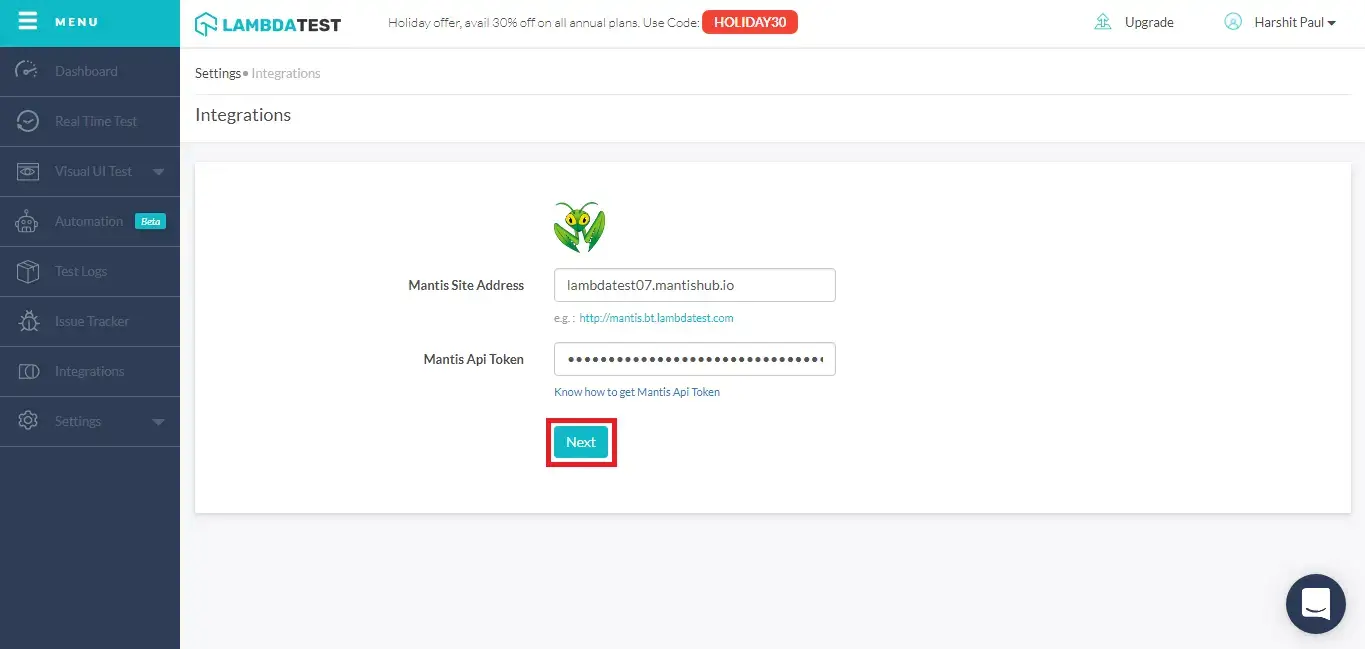 MENU
LAMBDATEST
Holiday offer, avail 30% off on all annual plans. Use Code: HOLIDAY30
Upgrade
Harshit Paul
Dashboard
Real Time Test
Visual UI Test
Automation Beta
Test Logs
Issue Tracker
Integrations
Settings
Settings • Integrations
Integrations
Mantis Site Address lambdatest07.mantishub.io
e.g. : http://mantis.bt.lambdatest.com
Mantis Api Token
Know how to get Mantis Api Token
Next